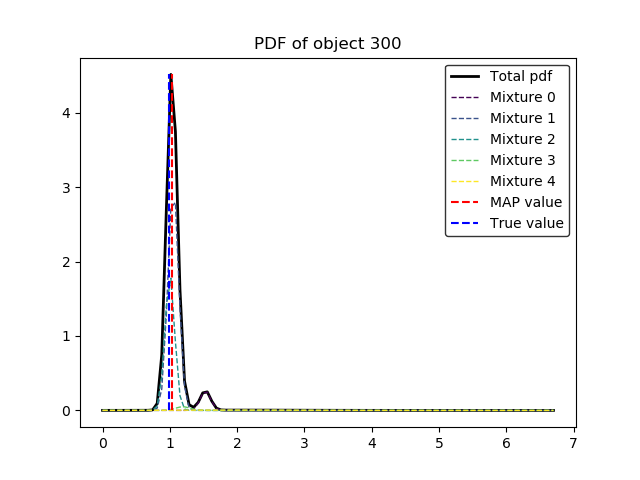 PDF of object 300
Total pdf
Mixture 0
Mixture 1
Mixture 2
Mixture 3
Mixture 4
MAP value
True value
4
3
2
1
0
0 1 2 3 4 5 6 7